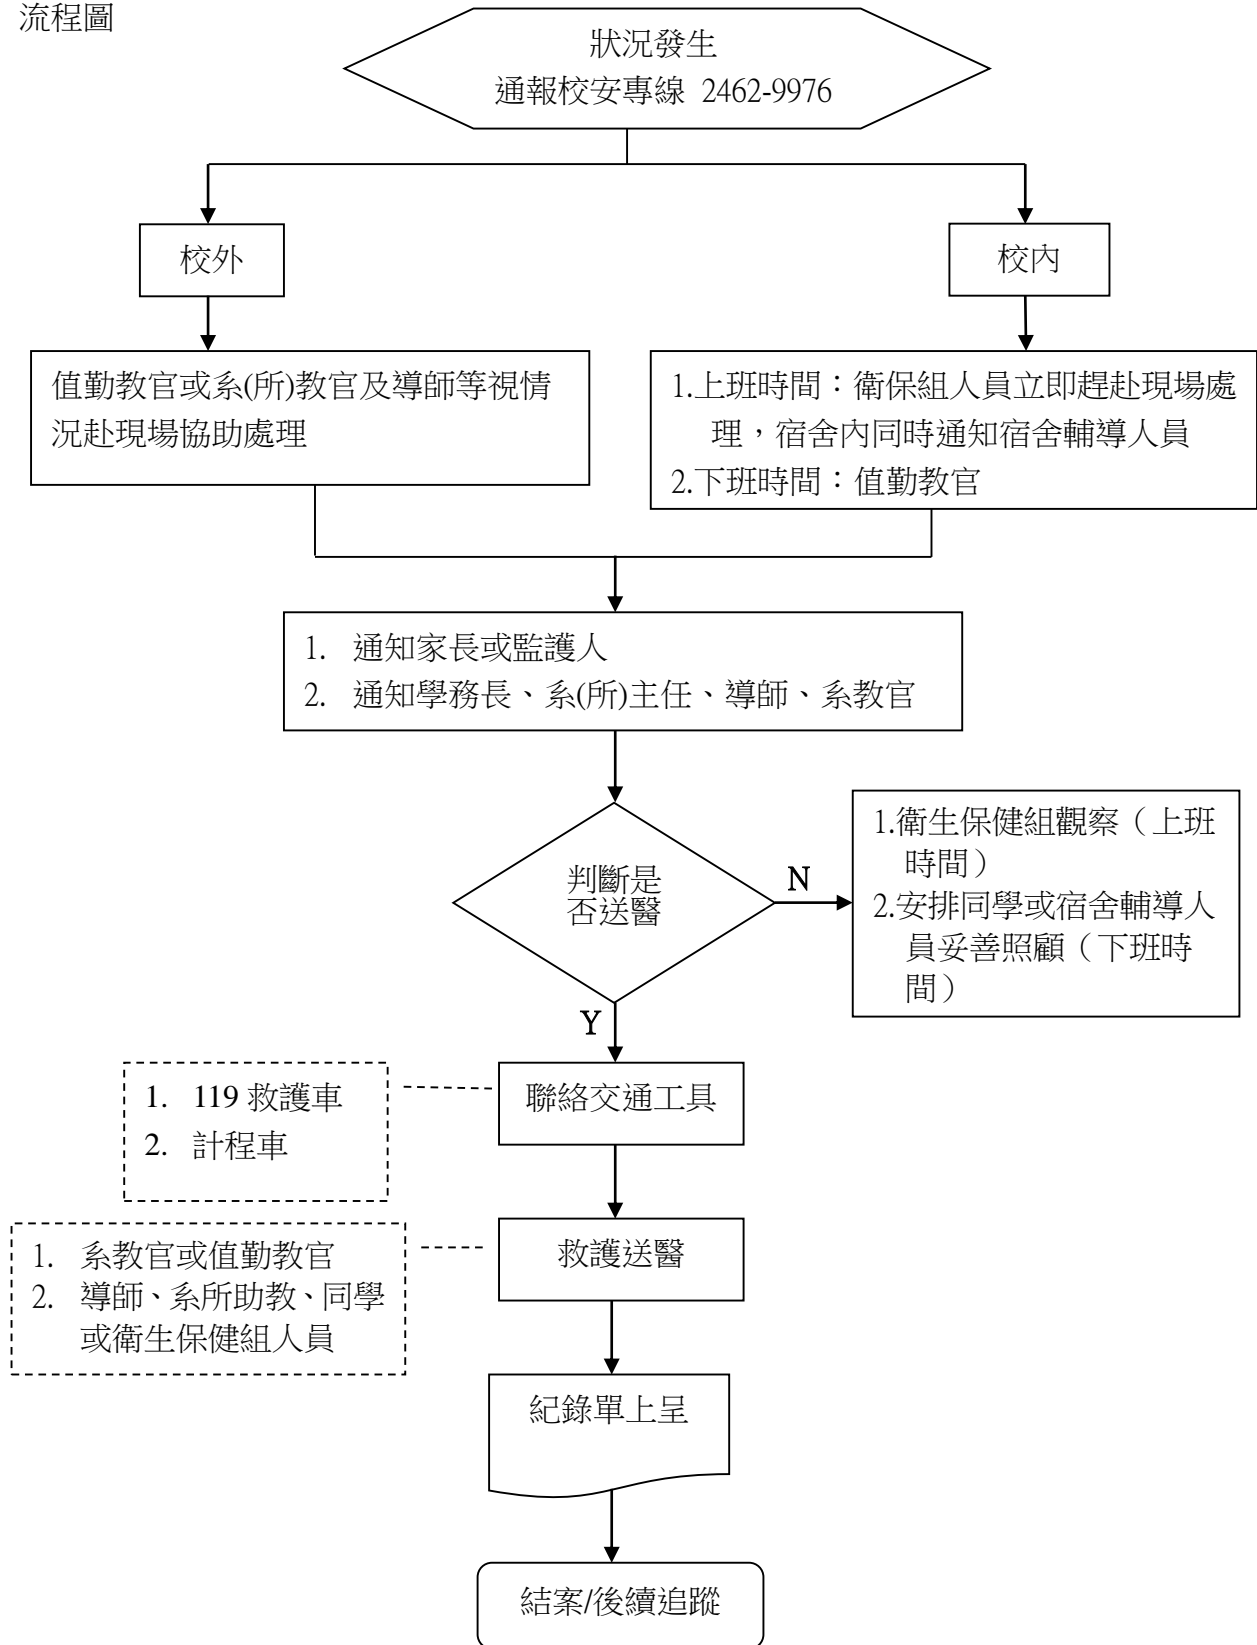 流程圖
狀況發生
通報校安專線 2462-9976
校外
校內
值勤教官或系(所)教官及導師等視情
況赴現場協助處理
1.上班時間：衛保組人員立即趕赴現場處
理，宿舍內同時通知宿舍輔導人員
2.下班時間：值勤教官
1. 通知家長或監護人
2. 通知學務長、系(所)主任、導師、系教官
判斷是
否送醫
N
1.衛生保健組觀察（上班
時間）
2.安排同學或宿舍輔導人
員妥善照顧（下班時
間）
Y
1. 119 救護車
2. 計程車
聯絡交通工具
1. 系教官或值勤教官
2. 導師、系所助教、同學
或衛生保健組人員
救護送醫
紀錄單上呈
結案/後續追蹤